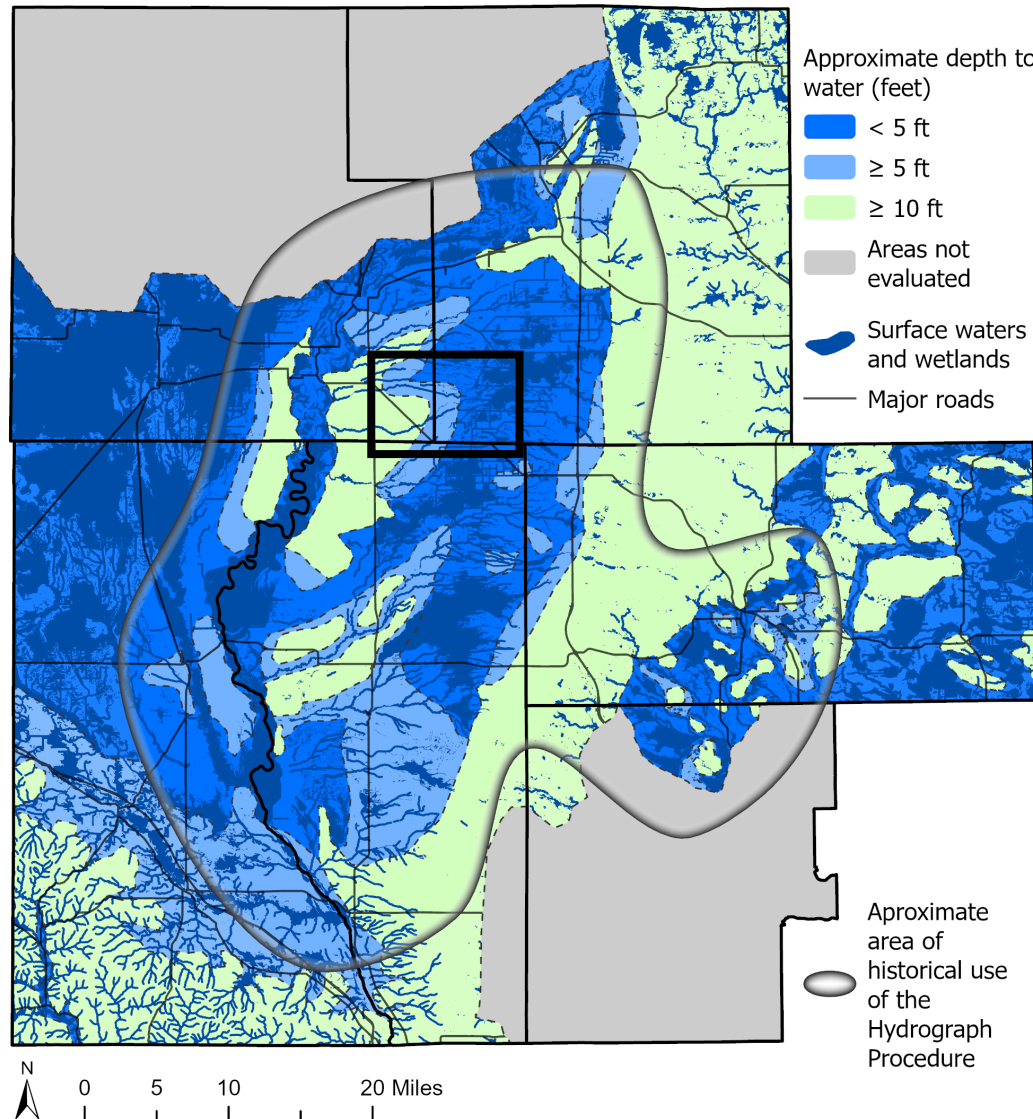 Approximate depth to
water (feet)
< 5 ft
≥ 5 ft
≥ 10 ft
Areas not
evaluated
Surface waters
and wetlands
Major roads
Aproximate
area of
historical use
of the
Hydrograph
Procedure
N
0 5 10 20 Miles